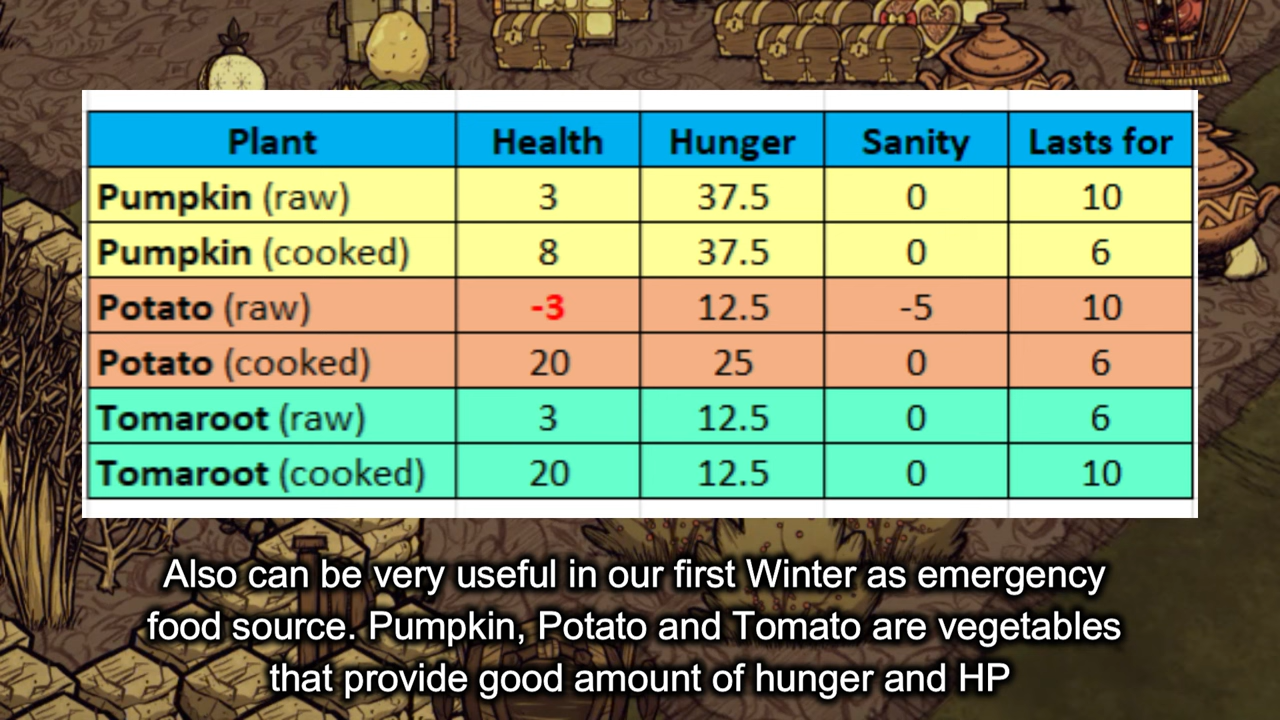 Plant Health Hunger Sanity Lasts for
Pumpkin (raw) 3 37.5 0 10
Pumpkin (cooked) 8 37.5 0 6
Potato (raw) -3 12.5 -5 10
Potato (cooked) 20 25 0 6
Tomaroot (raw) 3 12.5 0 6
Tomaroot (cooked) 20 12.5 0 10
Also can be very useful in our first Winter as emergency
food source. Pumpkin, Potato and Tomato are vegetables
that provide good amount of hunger and HP